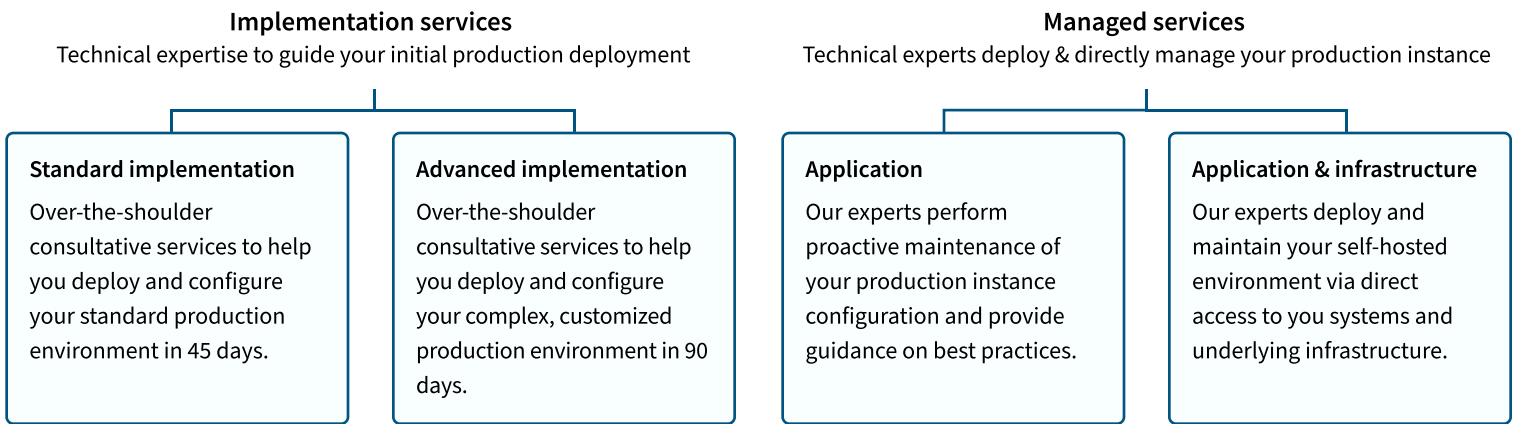 Implementation services
Technical expertise to guide your initial production deployment
Standard implementation
Over-the-shoulder
consultative services to help
you deploy and configure
your standard production
environment in 45 days.
Advanced implementation
Over-the-shoulder
consultative services to help
you deploy and configure
your complex, customized
production environment in 90
days.
Managed services
Technical experts deploy & directly manage your production instance
Application
Our experts perform
proactive maintenance of
your production instance
configuration and provide
guidance on best practices.
Application & infrastructure
Our experts deploy and
maintain your self-hosted
environment via direct
access to you systems and
underlying infrastructure.